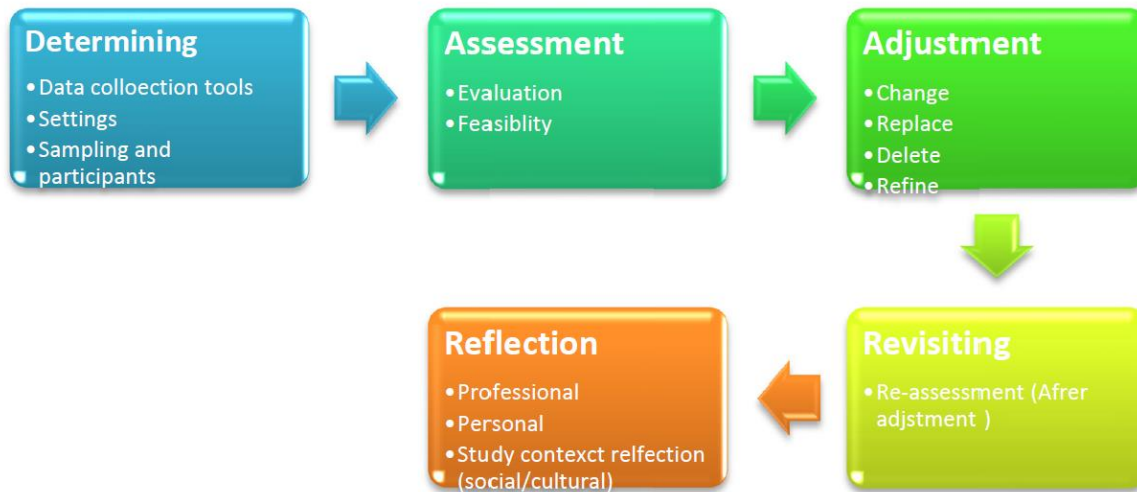 Determining
•Data colloection tools
•Settings
•Sampling and
participants
Assessment
•Evaluation
•Feasiblity
Adjustment
•Change
•Replace
•Delete
•Refine
Revisiting
•Re-assessment (Afrer
adjstment )
Reflection
•Professional
•Personal
•Study contexct relfection
(social/cultural)